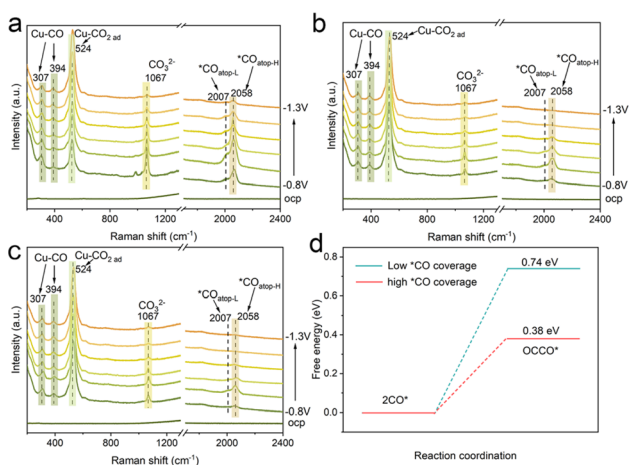 a
Cu-CO
307
394
Cu-CO2 ad
524
CO3^2-
1067
*COatop-L
2007
*COatop-H
2058
-1.3V
-0.8V
ocp
Intensity (a.u.)
400
800
1200
2000
2200
2400
Raman shift (cm-1)
b
Cu-CO
307
394
524
Cu-CO2 ad
CO3^2-
1067
*COatop-L
2007
*COatop-H
2058
-1.3V
-0.8V
ocp
Intensity (a.u.)
400
800
1200
2000
2200
2400
Raman shift (cm-1)
c
Cu-CO
307
394
Cu-CO2 ad
524
CO3^2-
1067
*COatop-L
2007
*COatop-H
2058
-1.3V
-0.8V
ocp
Intensity (a.u.)
400
800
1200
2000
2200
2400
Raman shift (cm-1)
d
0.8
0.6
0.4
0.2
0.0
Free energy (eV)
Low *CO coverage
high *CO coverage
0.74 eV
0.38 eV
OCCO*
2CO*
Reaction coordination